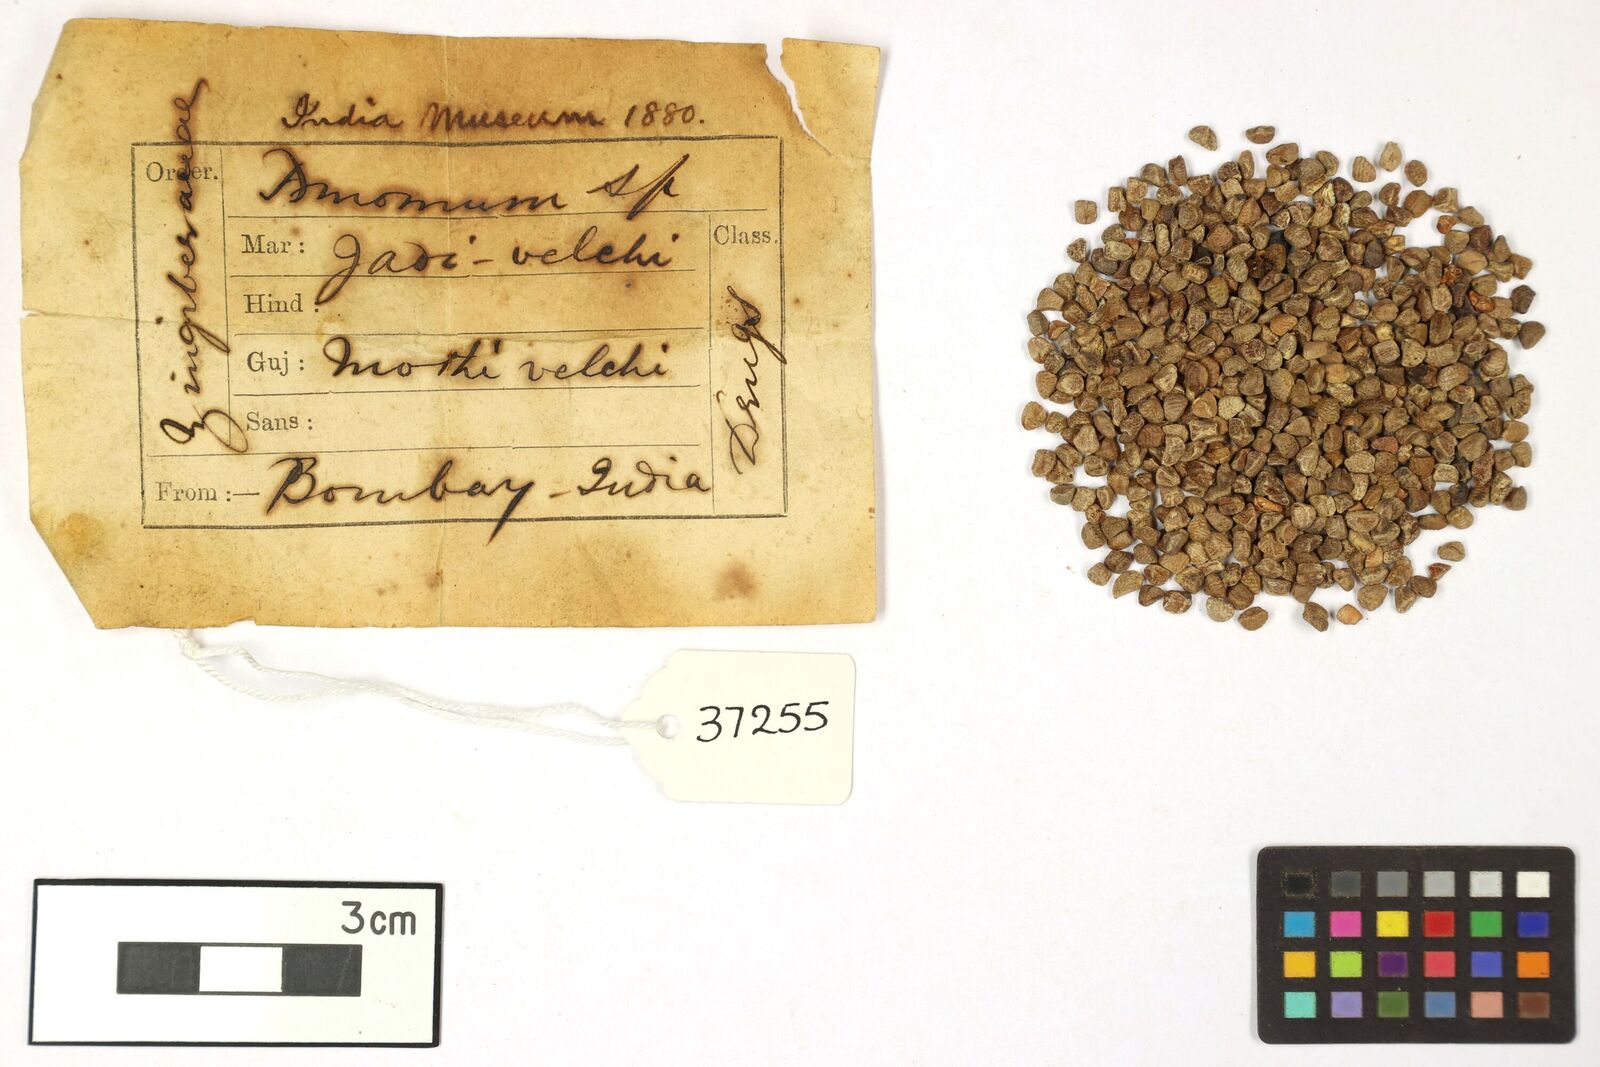 India Museum 1880.
Order.
Zingiberaceae
Amomum sp
Mar: Jadi-velchi
Hind:
Guj: Mothi velchi
Sans:
Class.
Drugs
From:— Bombay - India
37255
3cm